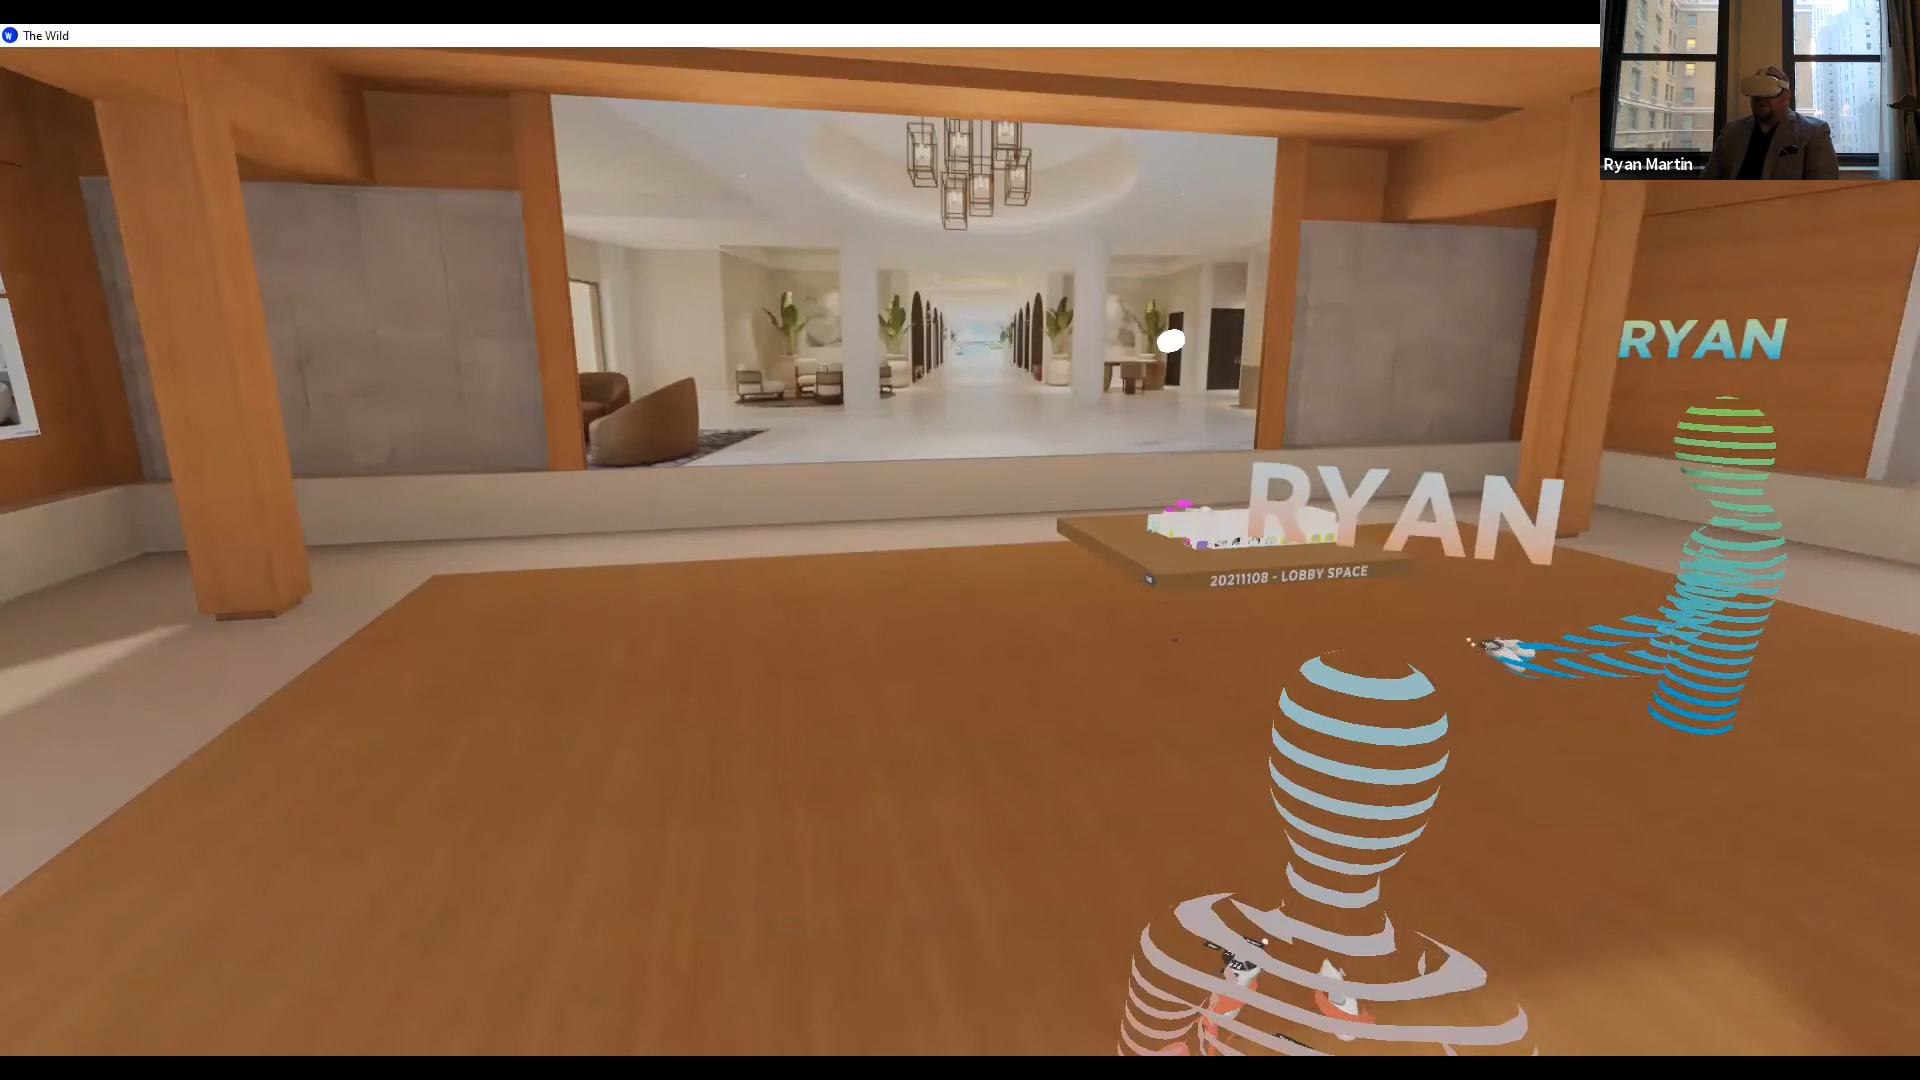 The Wild
Ryan Martin
RYAN
RYAN
20211108 - LOBBY SPACE